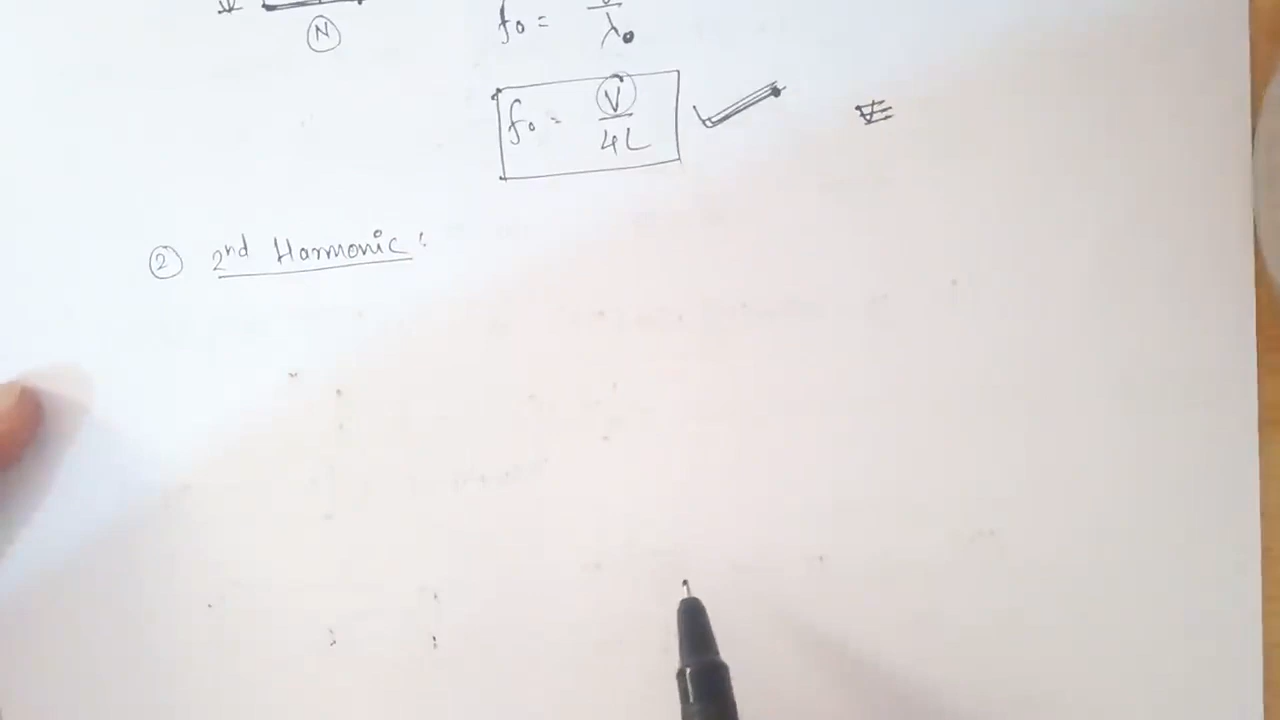 N
f₀ = v/λ₀
f₀ = V/4L
② 2nd Harmonic :